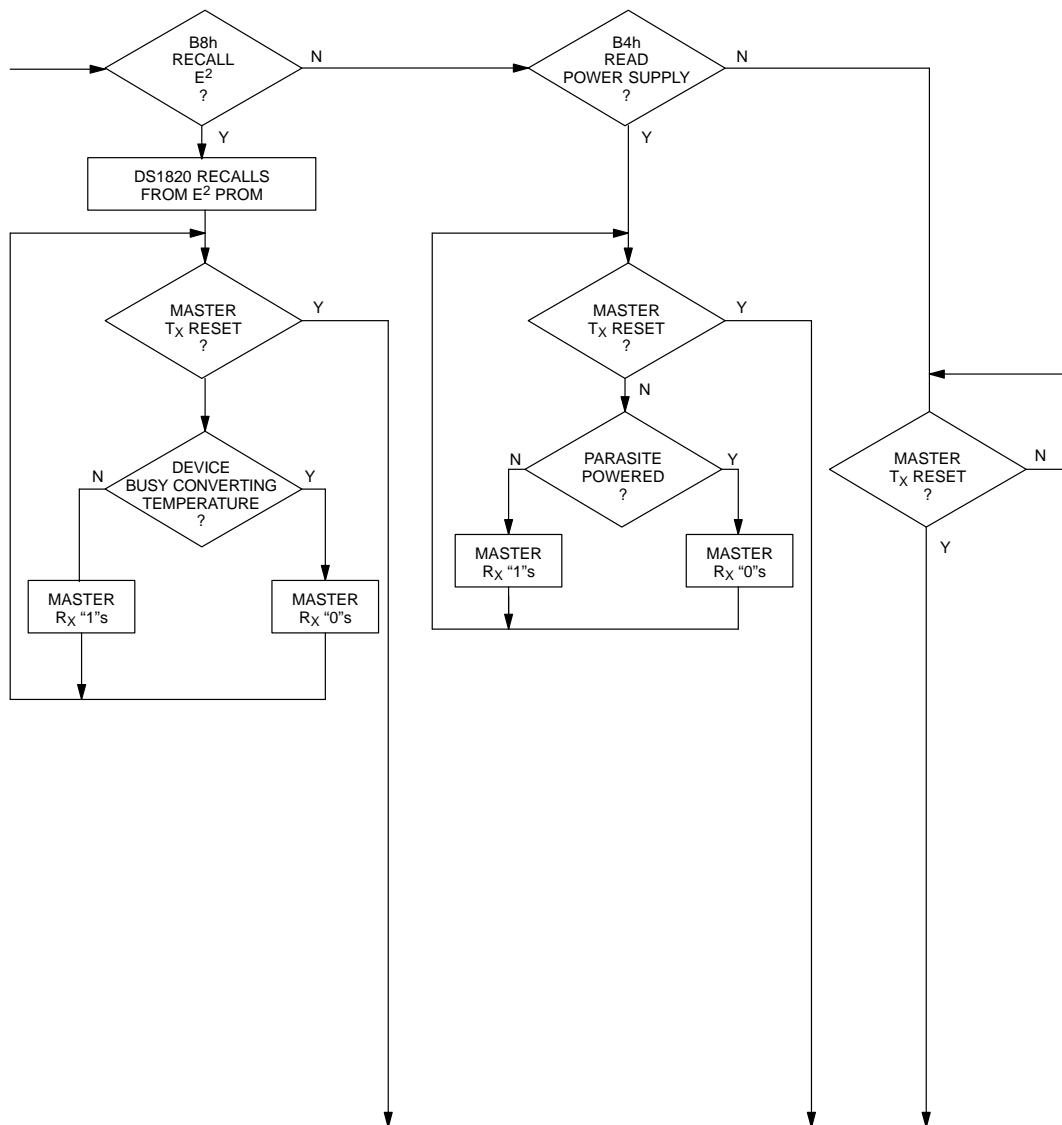 B8h
RECALL
E²
?
N
Y
B4h
READ
POWER SUPPLY
?
N
Y
DS1820 RECALLS
FROM E² PROM
MASTER
TX RESET
?
Y
MASTER
TX RESET
?
Y
N
DEVICE
BUSY CONVERTING
TEMPERATURE
?
N
Y
PARASITE
POWERED
?
N
Y
MASTER
TX RESET
?
N
Y
MASTER
RX “1”s
MASTER
RX “0”s
MASTER
RX “1”s
MASTER
RX “0”s